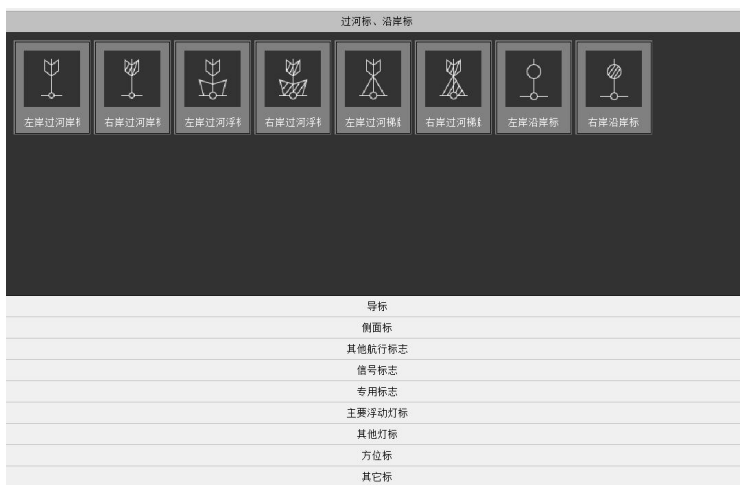 过河标、沿岸标
左岸过河岸标 右岸过河岸标 左岸过河浮标 右岸过河浮标 左岸过河梯 右岸过河梯 左岸沿岸标 右岸沿岸标
导标
侧面标
其他航行标志
信号标志
专用标志
主要浮动灯标
其他灯标
方位标
其它标